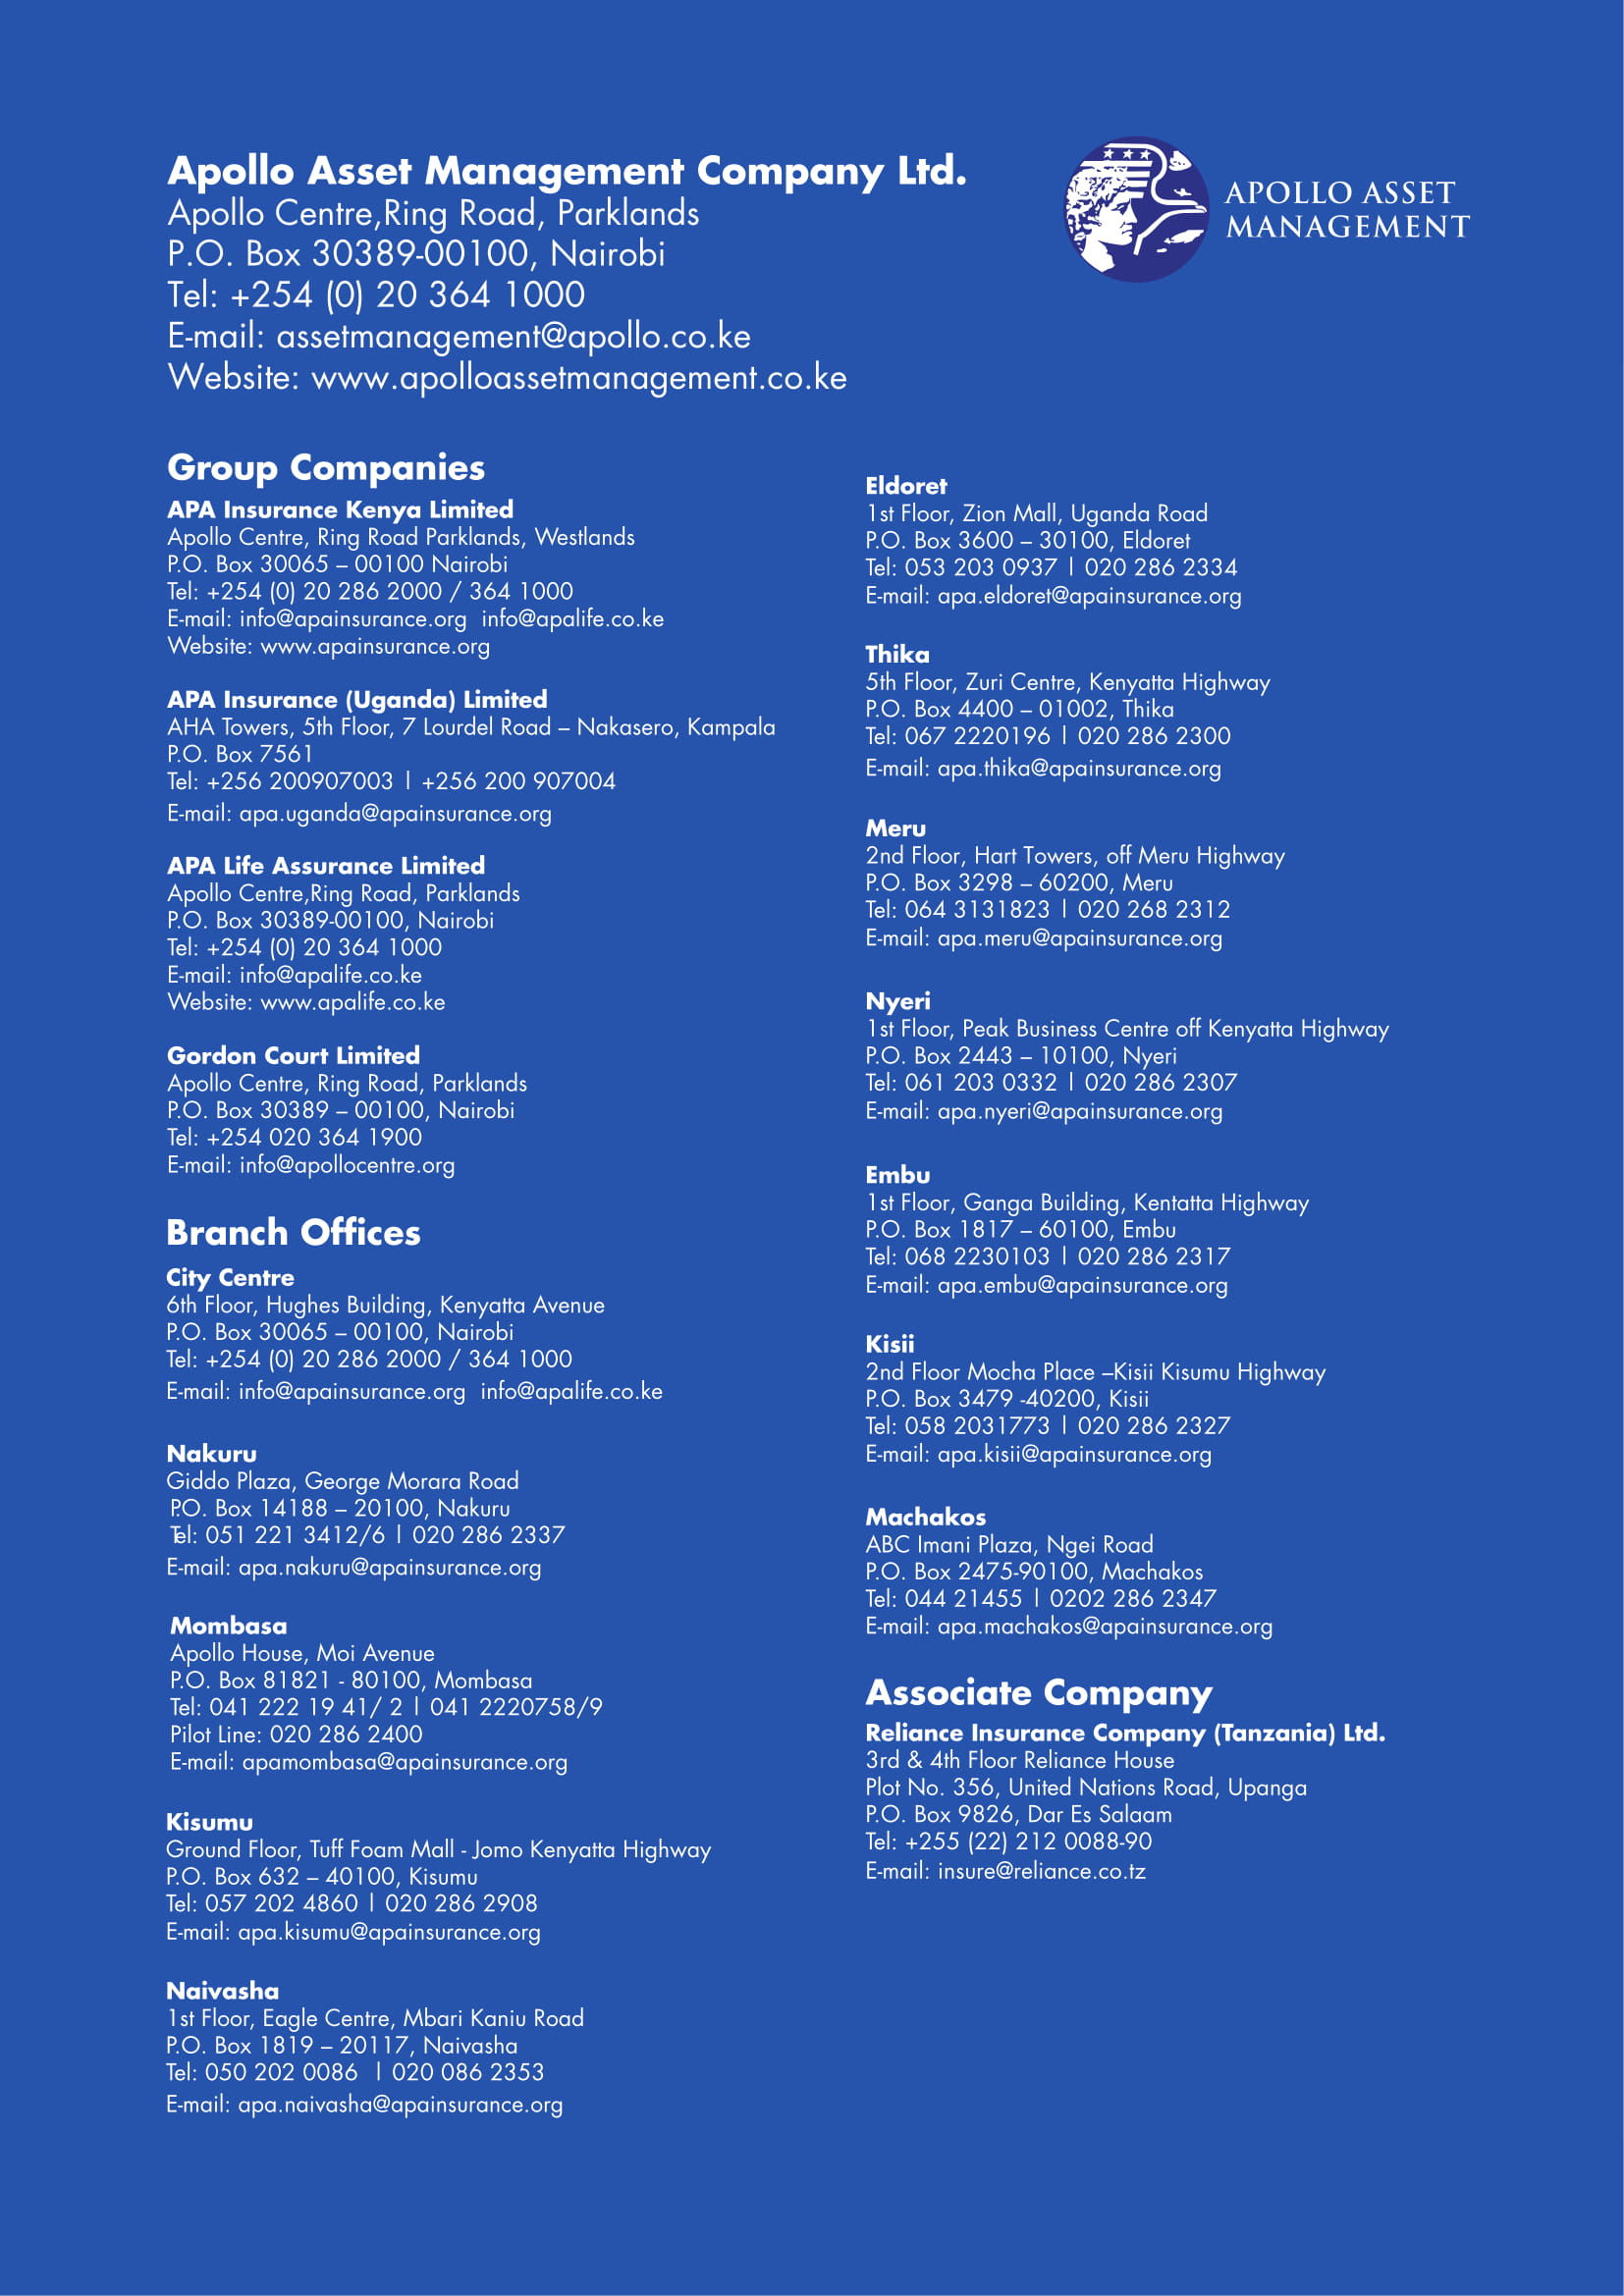 Apollo Asset Management Company Ltd.
Apollo Centre,Ring Road, Parklands
P.O. Box 30389-00100, Nairobi
Tel: +254 (0) 20 364 1000
E-mail: assetmanagement@apollo.co.ke
Website: www.apolloassetmanagement.co.ke
APOLLO ASSET
MANAGEMENT
Group Companies
APA Insurance Kenya Limited
Apollo Centre, Ring Road Parklands, Westlands
P.O. Box 30065 – 00100 Nairobi
Tel: +254 (0) 20 286 2000 / 364 1000
E-mail: info@apainsurance.org info@apalife.co.ke
Website: www.apainsurance.org
APA Insurance (Uganda) Limited
AHA Towers, 5th Floor, 7 Lourdel Road – Nakasero, Kampala
P.O. Box 7561
Tel: +256 200907003 | +256 200 907004
E-mail: apa.uganda@apainsurance.org
APA Life Assurance Limited
Apollo Centre,Ring Road, Parklands
P.O. Box 30389-00100, Nairobi
Tel: +254 (0) 20 364 1000
E-mail: info@apalife.co.ke
Website: www.apalife.co.ke
Gordon Court Limited
Apollo Centre, Ring Road, Parklands
P.O. Box 30389 – 00100, Nairobi
Tel: +254 020 364 1900
E-mail: info@apollocentre.org
Branch Offices
City Centre
6th Floor, Hughes Building, Kenyatta Avenue
P.O. Box 30065 – 00100, Nairobi
Tel: +254 (0) 20 286 2000 / 364 1000
E-mail: info@apainsurance.org info@apalife.co.ke
Nakuru
Giddo Plaza, George Morara Road
P.O. Box 14188 – 20100, Nakuru
Tel: 051 221 3412/6 | 020 286 2337
E-mail: apa.nakuru@apainsurance.org
Mombasa
Apollo House, Moi Avenue
P.O. Box 81821 - 80100, Mombasa
Tel: 041 222 19 41/ 2 | 041 2220758/9
Pilot Line: 020 286 2400
E-mail: apamombasa@apainsurance.org
Kisumu
Ground Floor, Tuff Foam Mall - Jomo Kenyatta Highway
P.O. Box 632 – 40100, Kisumu
Tel: 057 202 4860 | 020 286 2908
E-mail: apa.kisumu@apainsurance.org
Naivasha
1st Floor, Eagle Centre, Mbari Kaniu Road
P.O. Box 1819 – 20117, Naivasha
Tel: 050 202 0086 | 020 086 2353
E-mail: apa.naivasha@apainsurance.org
Eldoret
1st Floor, Zion Mall, Uganda Road
P.O. Box 3600 – 30100, Eldoret
Tel: 053 203 0937 | 020 286 2334
E-mail: apa.eldoret@apainsurance.org
Thika
5th Floor, Zuri Centre, Kenyatta Highway
P.O. Box 4400 – 01002, Thika
Tel: 067 2220196 | 020 286 2300
E-mail: apa.thika@apainsurance.org
Meru
2nd Floor, Hart Towers, off Meru Highway
P.O. Box 3298 – 60200, Meru
Tel: 064 3131823 | 020 268 2312
E-mail: apa.meru@apainsurance.org
Nyeri
1st Floor, Peak Business Centre off Kenyatta Highway
P.O. Box 2443 – 10100, Nyeri
Tel: 061 203 0332 | 020 286 2307
E-mail: apa.nyeri@apainsurance.org
Embu
1st Floor, Ganga Building, Kentatta Highway
P.O. Box 1817 – 60100, Embu
Tel: 068 2230103 | 020 286 2317
E-mail: apa.embu@apainsurance.org
Kisii
2nd Floor Mocha Place –Kisii Kisumu Highway
P.O. Box 3479 -40200, Kisii
Tel: 058 2031773 | 020 286 2327
E-mail: apa.kisii@apainsurance.org
Machakos
ABC Imani Plaza, Ngei Road
P.O. Box 2475-90100, Machakos
Tel: 044 21455 | 0202 286 2347
E-mail: apa.machakos@apainsurance.org
Associate Company
Reliance Insurance Company (Tanzania) Ltd.
3rd & 4th Floor Reliance House
Plot No. 356, United Nations Road, Upanga
P.O. Box 9826, Dar Es Salaam
Tel: +255 (22) 212 0088-90
E-mail: insure@reliance.co.tz